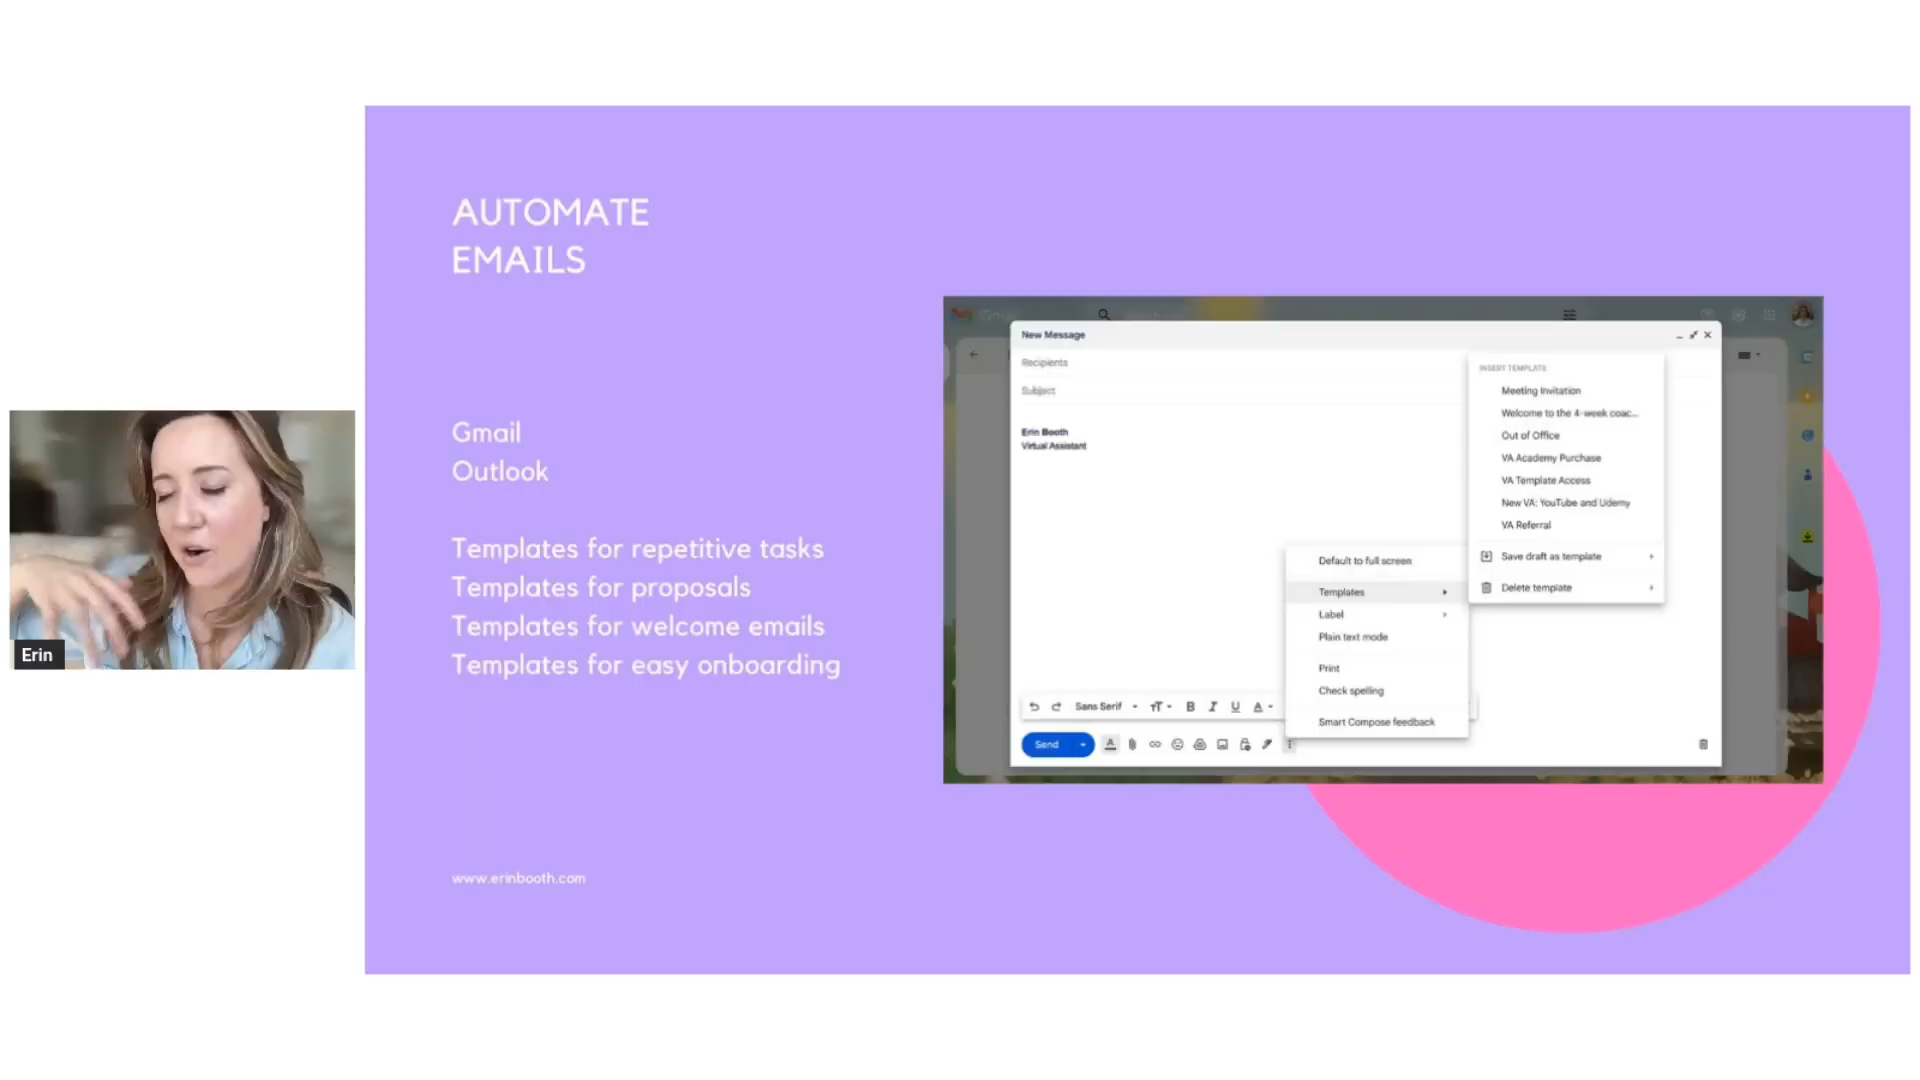 AUTOMATE
EMAILS
Gmail
Outlook
Templates for repetitive tasks
Templates for proposals
Templates for welcome emails
Templates for easy onboarding
www.erinbooth.com
Erin
Gmail
New Message
Recipients
Subject
Erin Booth
Virtual Assistant
INSERT TEMPLATE
Meeting Invitation
Welcome to the 4-week coac...
Out of Office
VA Academy Purchase
VA Template Access
New VA: YouTube and Udemy
VA Referral
Save draft as template
Delete template
Default to full screen
Templates
Label
Plain text mode
Print
Check spelling
Smart Compose feedback
Sans Serif
Send